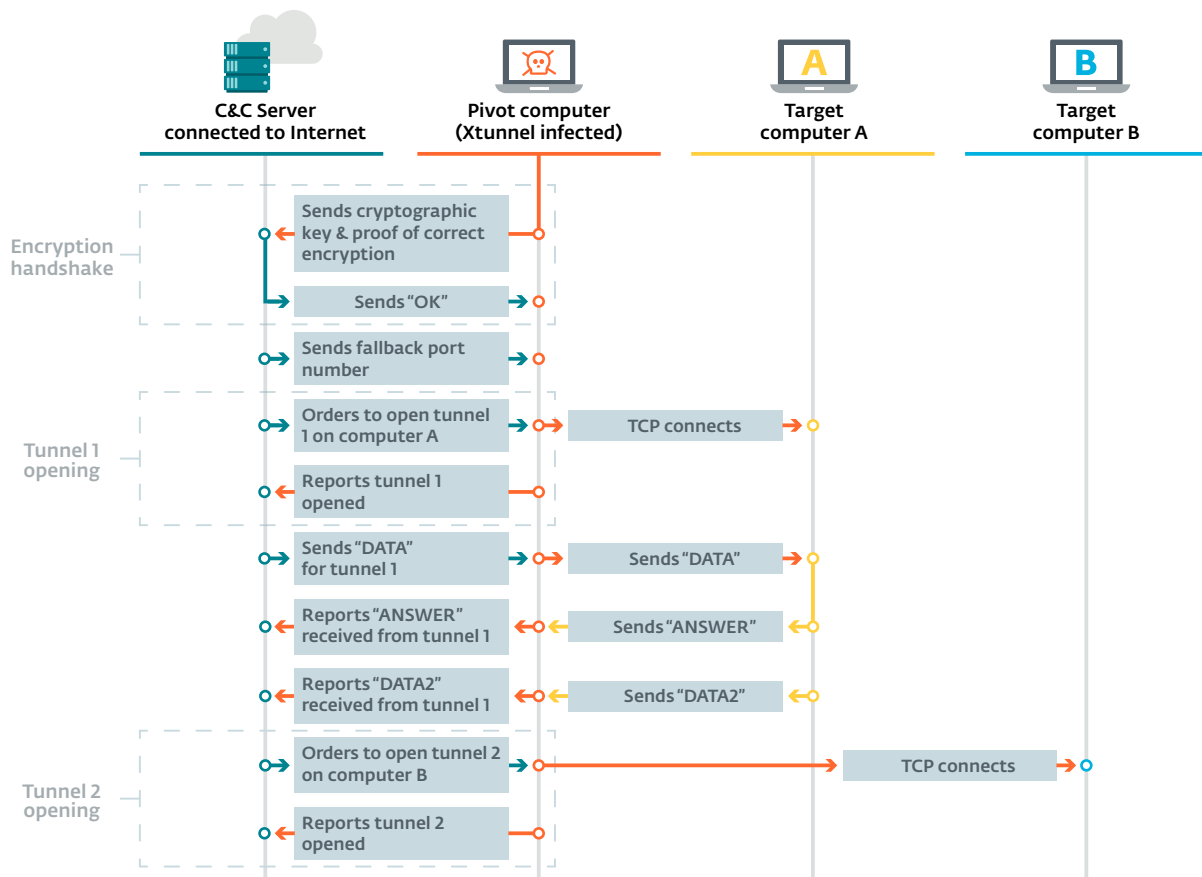 A
B
C&C Server
connected to Internet
Pivot computer
(Xtunnel infected)
Target
computer A
Target
computer B
Encryption
handshake
Sends cryptographic
key & proof of correct
encryption
Sends “OK”
Sends fallback port
number
Tunnel 1
opening
Orders to open tunnel
1 on computer A
TCP connects
Reports tunnel 1
opened
Sends “DATA”
for tunnel 1
Sends “DATA”
Reports “ANSWER”
received from tunnel 1
Sends “ANSWER”
Reports “DATA2”
received from tunnel 1
Sends “DATA2”
Tunnel 2
opening
Orders to open tunnel 2
on computer B
TCP connects
Reports tunnel 2
opened